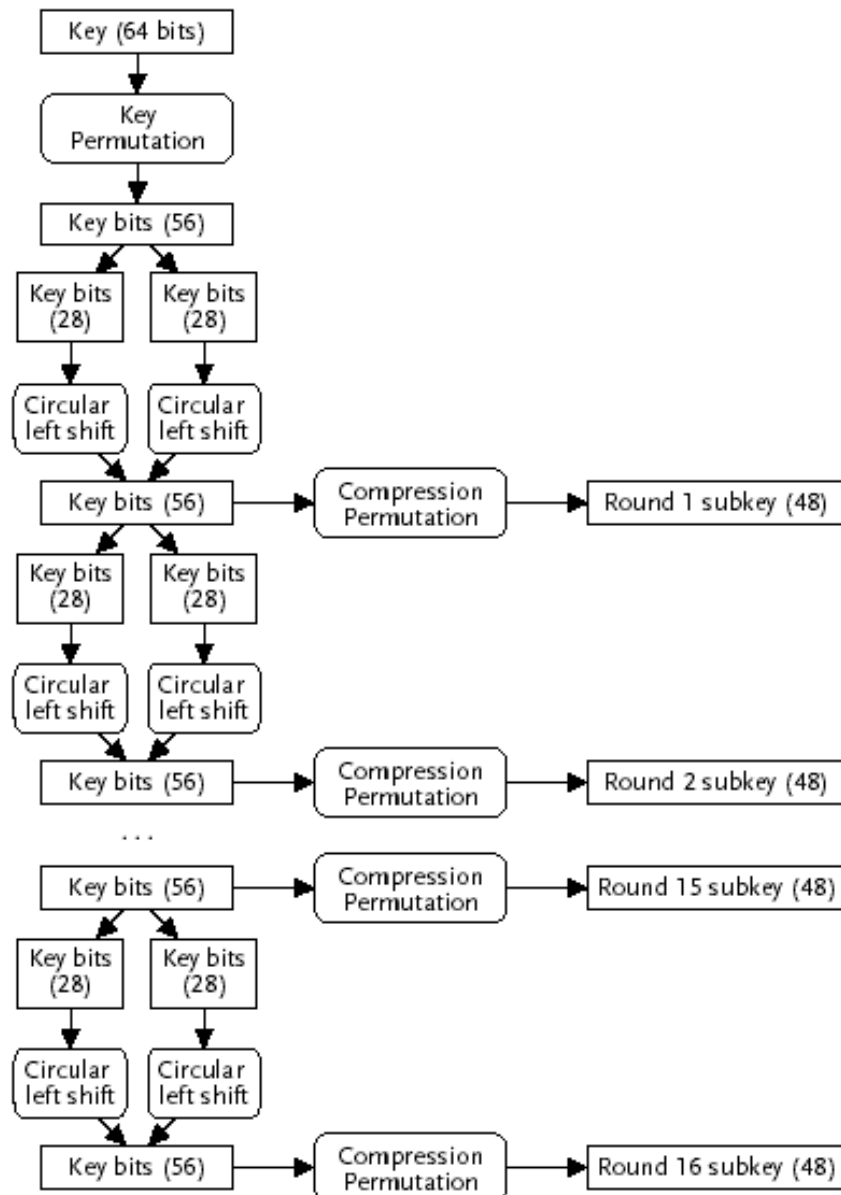 Key (64 bits)
Key
Permutation
Key bits (56)
Key bits
(28)
Key bits
(28)
Circular
left shift
Circular
left shift
Key bits (56)
Compression
Permutation
Round 1 subkey (48)
Key bits
(28)
Key bits
(28)
Circular
left shift
Circular
left shift
Key bits (56)
Compression
Permutation
Round 2 subkey (48)
. . .
Key bits (56)
Compression
Permutation
Round 15 subkey (48)
Key bits
(28)
Key bits
(28)
Circular
left shift
Circular
left shift
Key bits (56)
Compression
Permutation
Round 16 subkey (48)